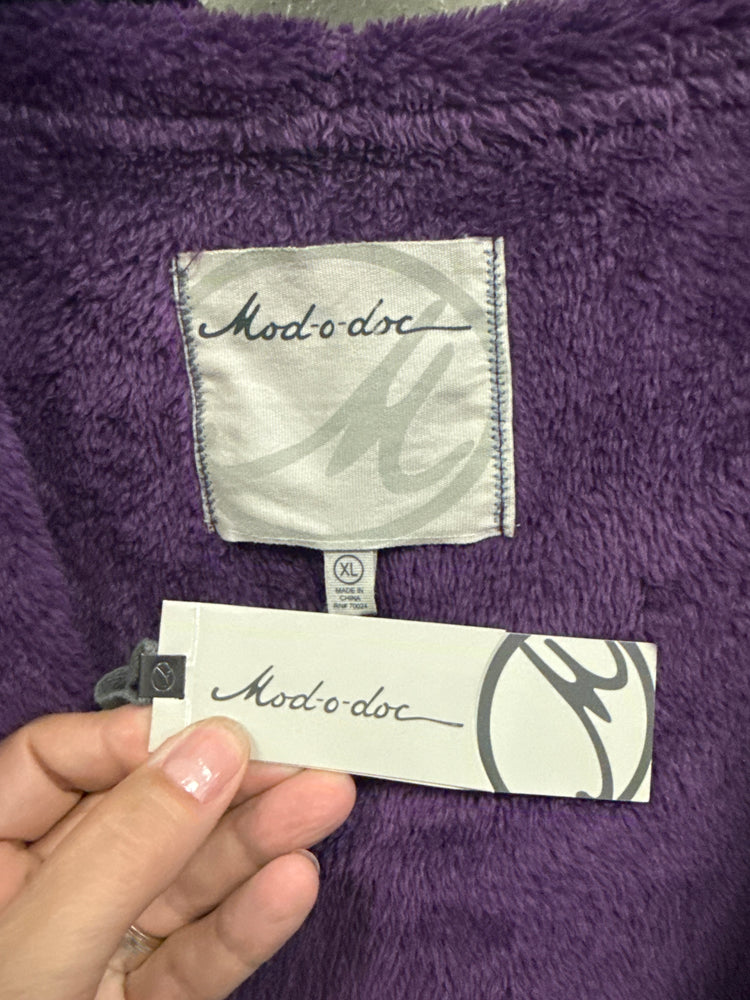 Mod-o-doc
XL
MADE IN
CHINA
RN# 70024
Mod-o-doc